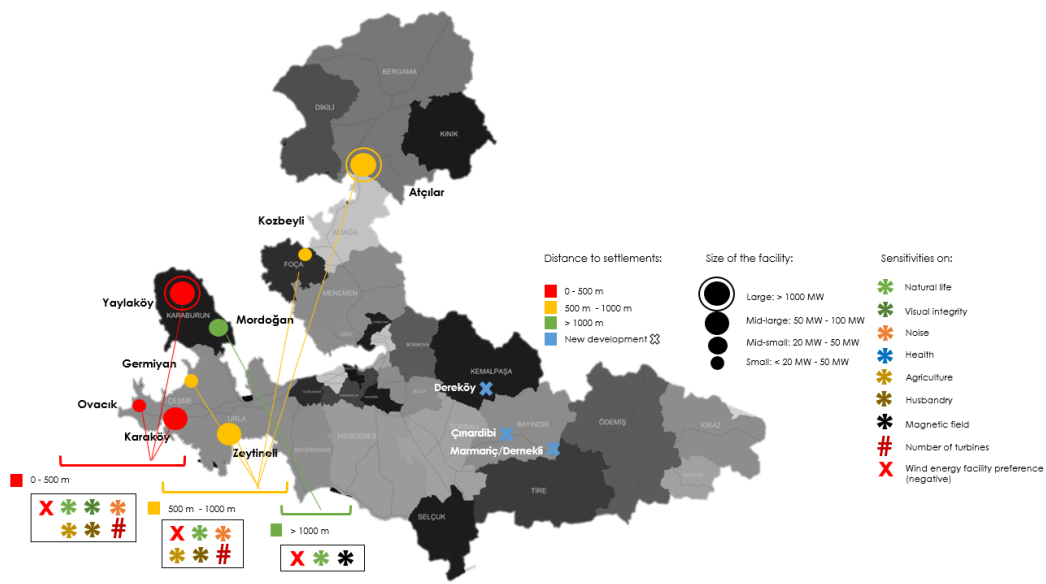 BERGAMA
DİKİLİ
KINIK
Atçılar
Kozbeyli
ALİAĞA
FOÇA
MENEMEN
Yaylaköy
KARABURUN
Mordoğan
Germiyan
Ovacık
ÇEŞME
Karaköy
URLA
Zeytineli
BORNOVA
KEMALPAŞA
Dereköy
BUCA
Çınardibi
BAYINDIR
Marmariç/Dernekli
ÖDEMİŞ
KİRAZ
MENDERES
SEFERİHİSAR
TİRE
SELÇUK
Distance to settlements:
0 - 500 m
500 m - 1000 m
> 1000 m
New development
Size of the facility:
Large: > 1000 MW
Mid-large: 50 MW - 100 MW
Mid-small: 20 MW - 50 MW
Small: < 20 MW - 50 MW
Sensitivities on:
Natural life
Visual integrity
Noise
Health
Agriculture
Husbandry
Magnetic field
# Number of turbines
X Wind energy facility preference
(negative)
0 - 500 m
X
#
500 m - 1000 m
X
#
> 1000 m
X